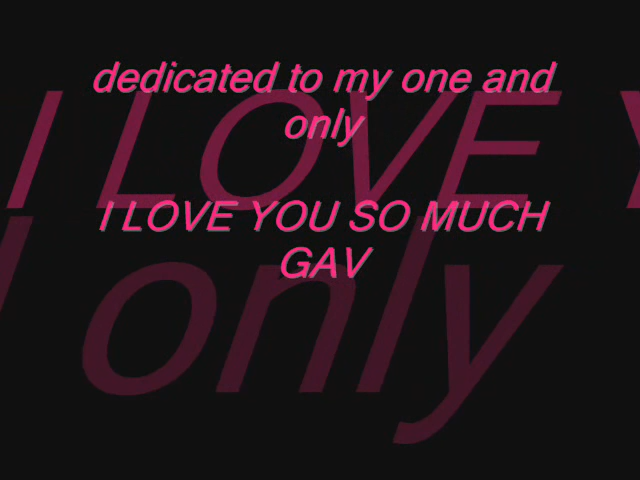 dedicated to my one and
only
I LOVE YOU SO MUCH
GAV
I LOVE Y
only